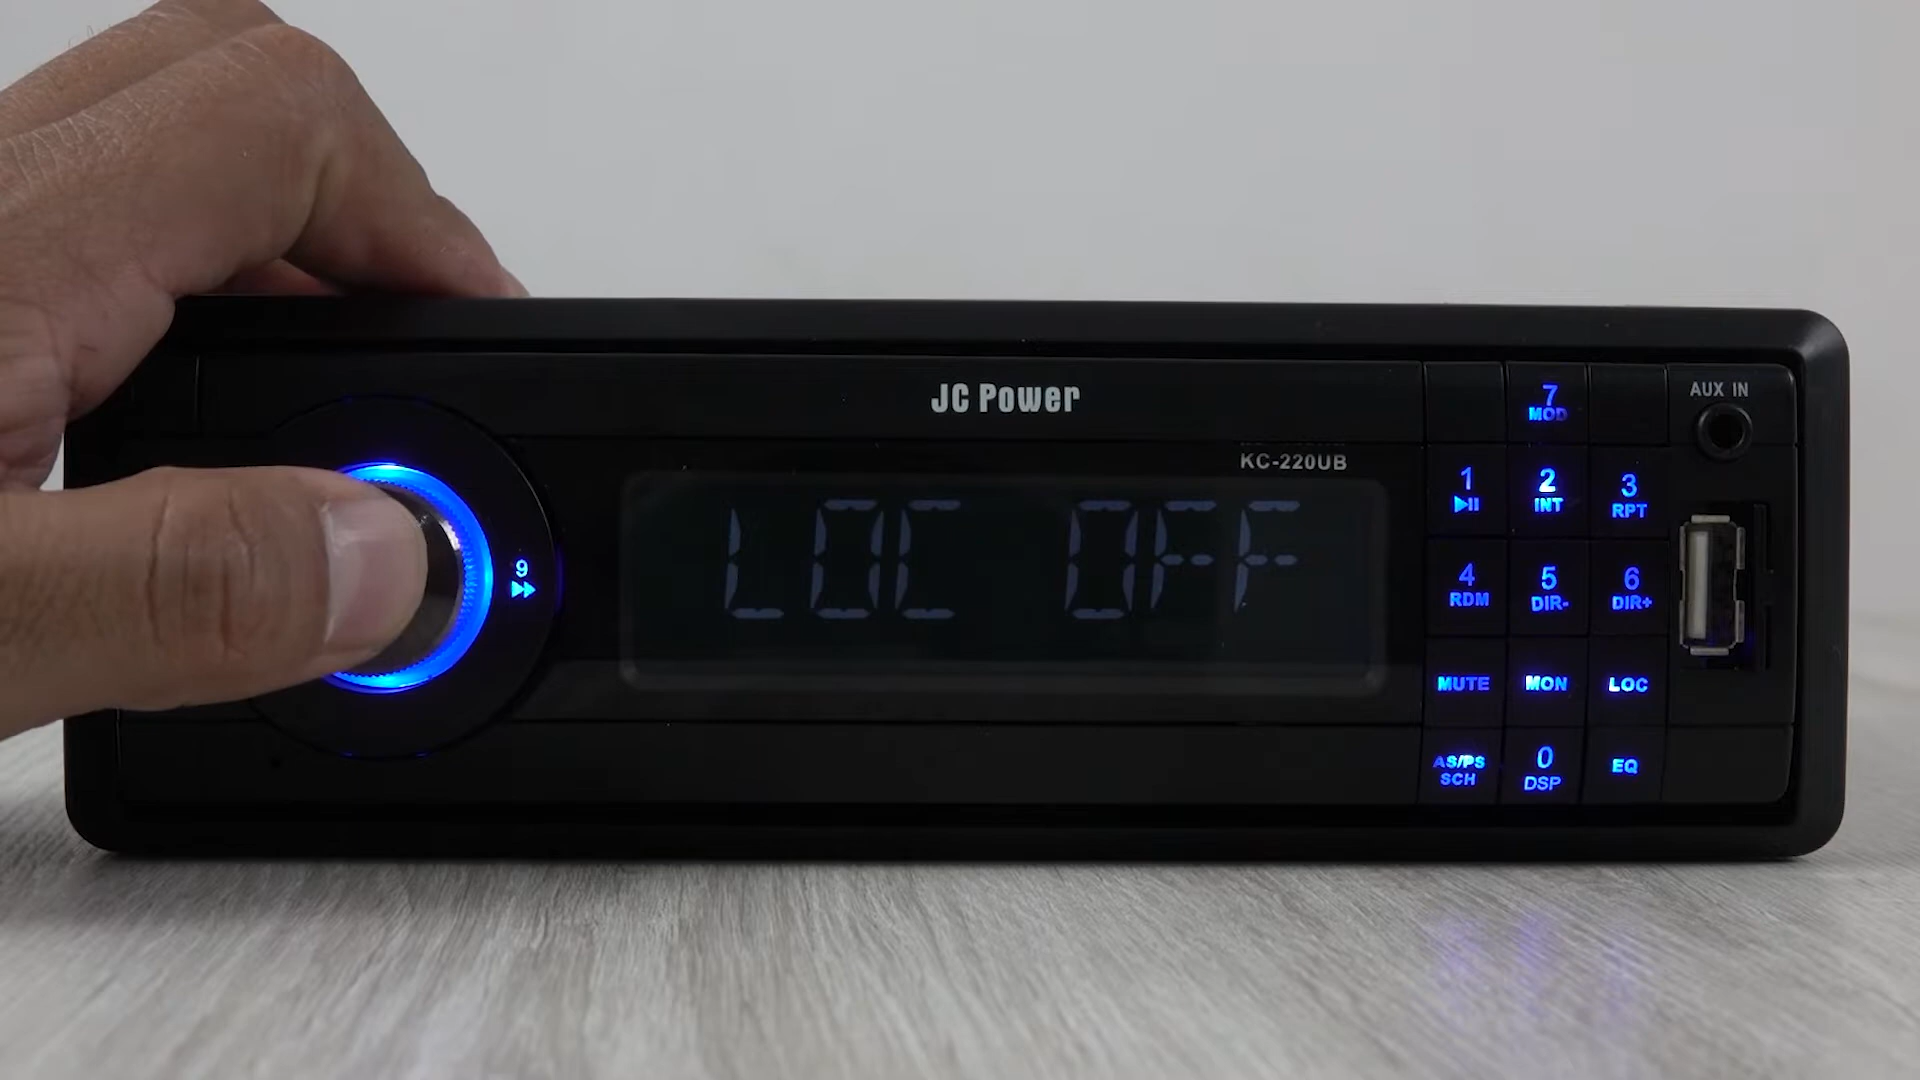 JC Power
KC-220UB
LOC OFF
9
7
MOD
1
2
INT
3
RPT
4
RDM
5
DIR-
6
DIR+
MUTE
MON
LOC
AS/PS
SCH
0
DSP
EQ
AUX IN